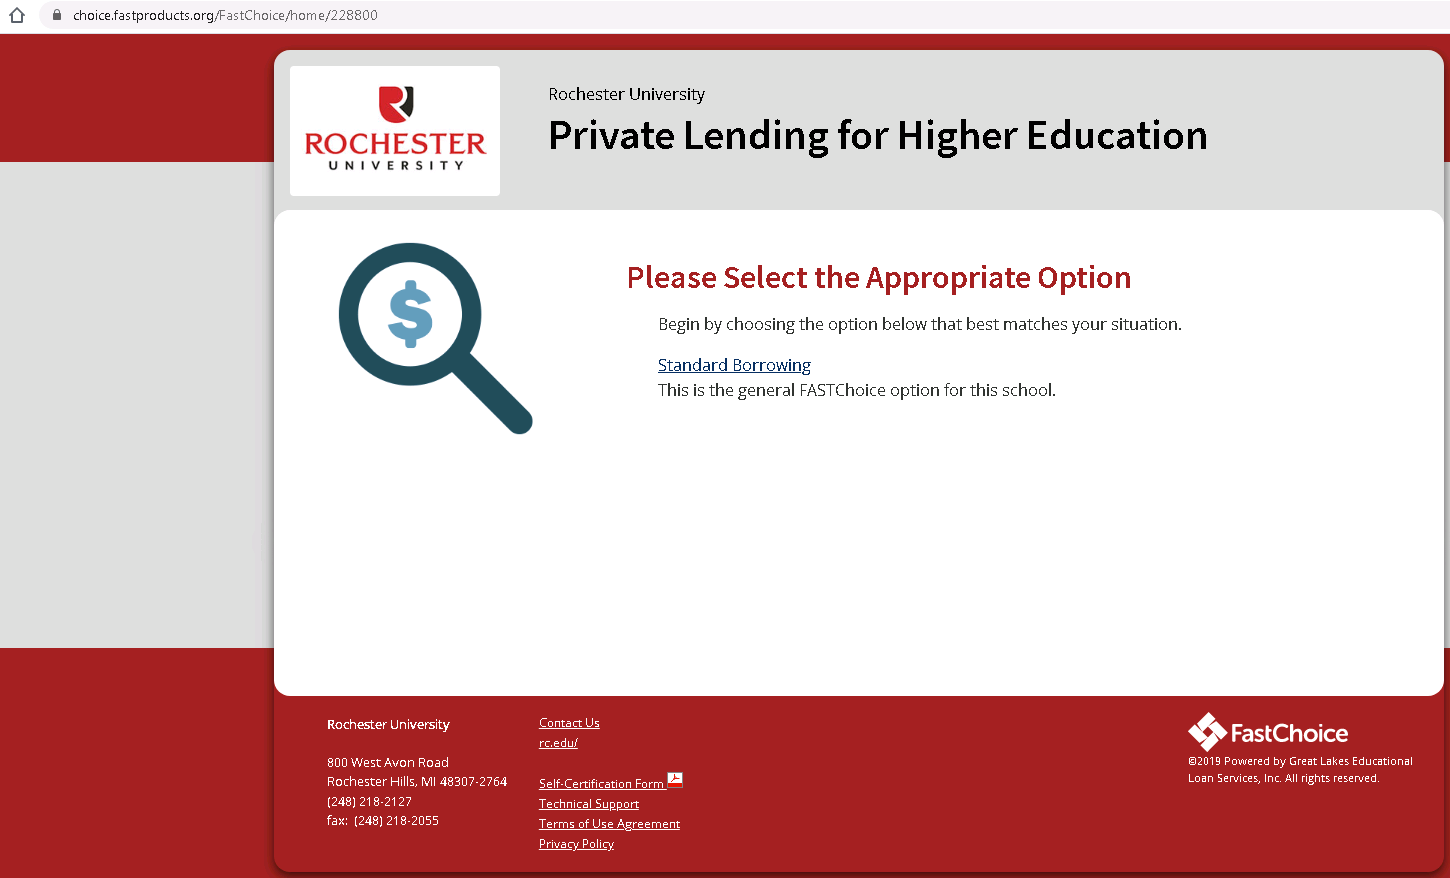 choice.fastproducts.org/FastChoice/home/228800
ROCHESTER
UNIVERSITY
Rochester University
Private Lending for Higher Education
$
Please Select the Appropriate Option
Begin by choosing the option below that best matches your situation.
Standard Borrowing
This is the general FASTChoice option for this school.
Rochester University
800 West Avon Road
Rochester Hills, MI 48307-2764
(248) 218-2127
fax: (248) 218-2055
Contact Us
rc.edu/
Self-Certification Form
Technical Support
Terms of Use Agreement
Privacy Policy
FastChoice
©2019 Powered by Great Lakes Educational
Loan Services, Inc. All rights reserved.